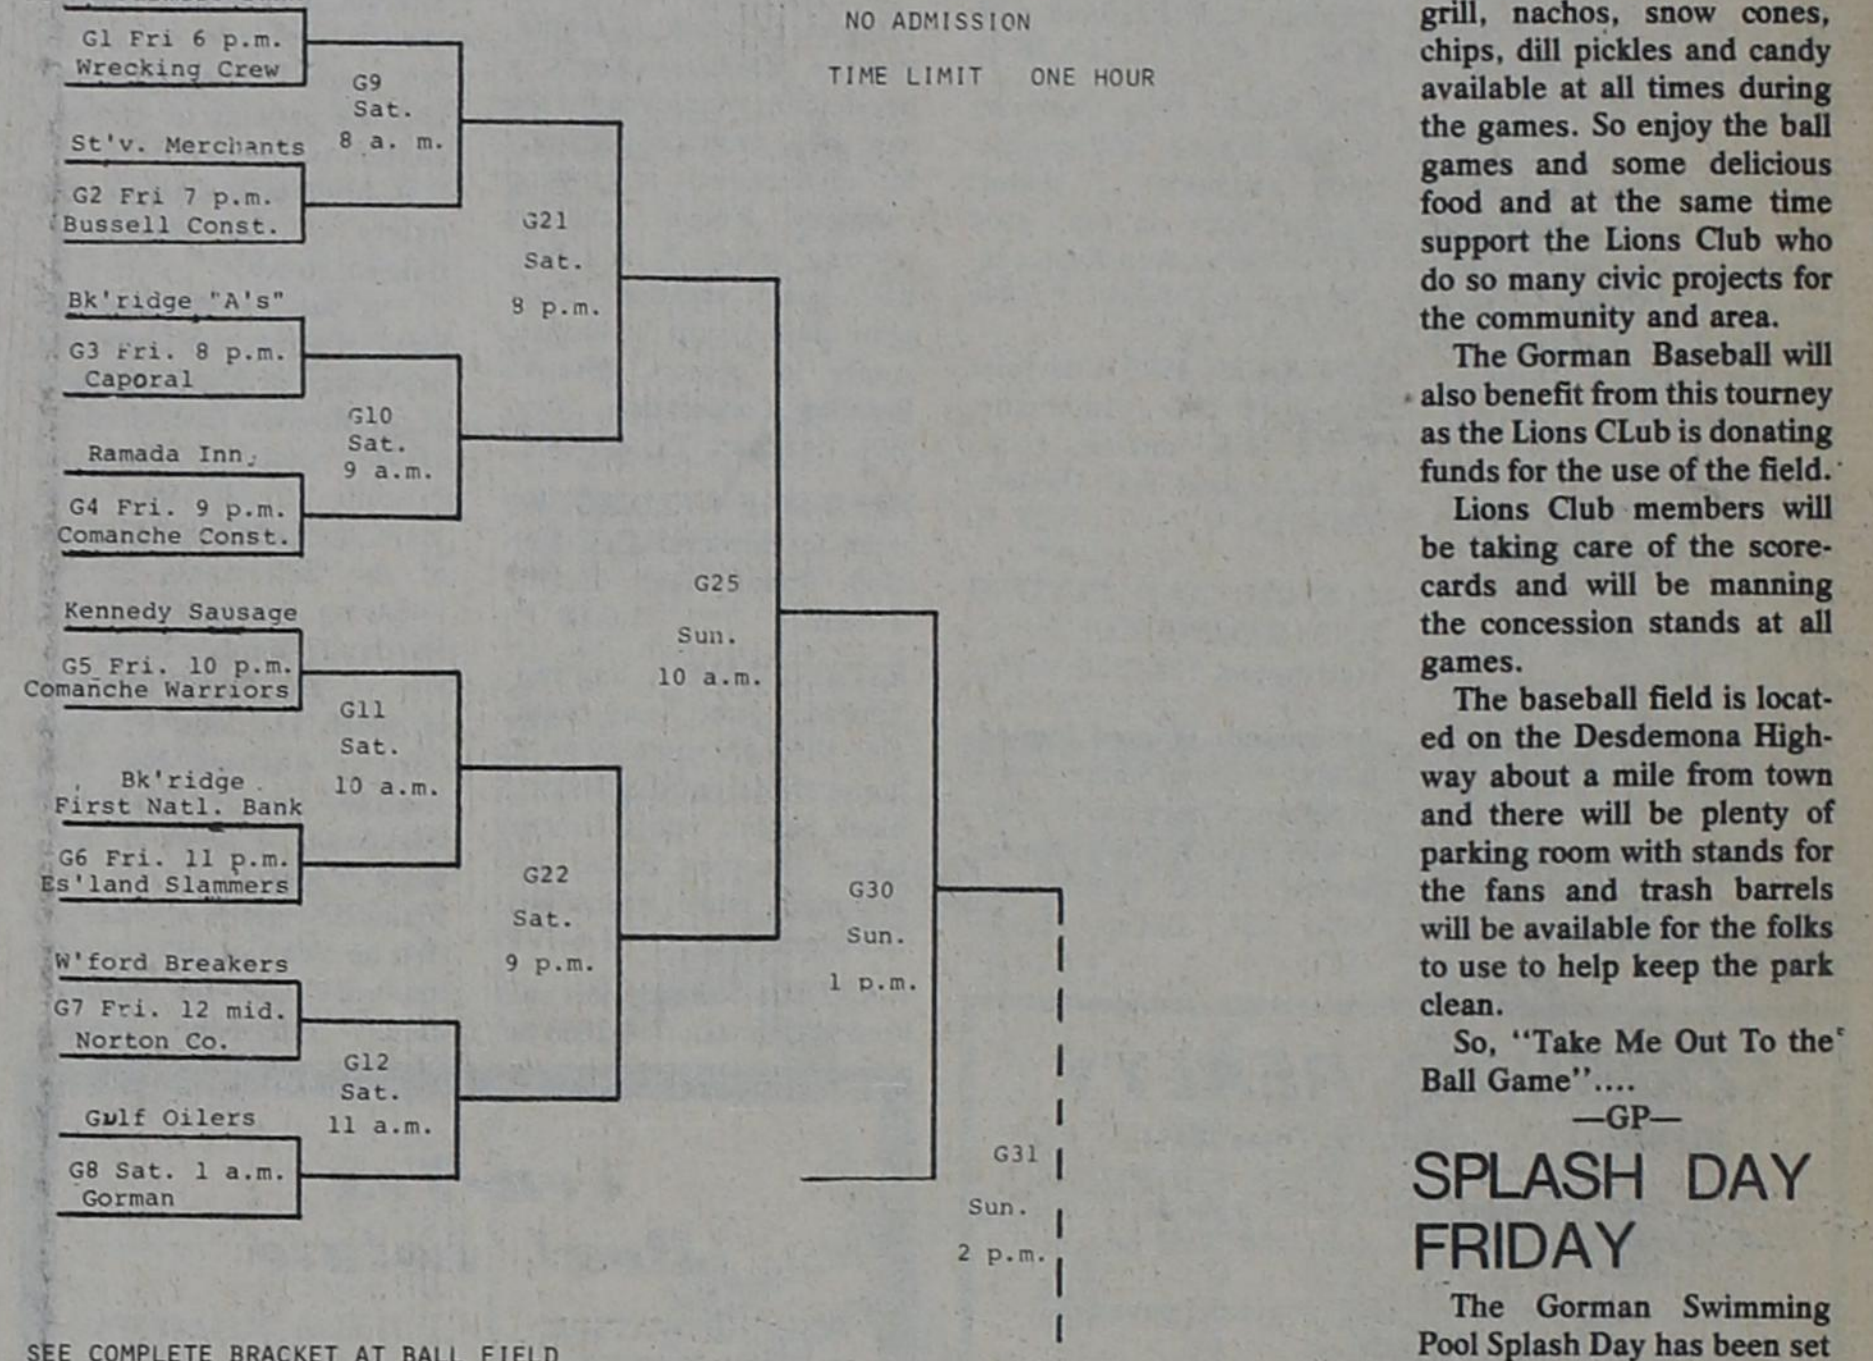 G1 Fri 6 p.m.
Wrecking Crew
G9
Sat.
8 a. m.
St'v. Merchants
G2 Fri 7 p.m.
Bussell Const.
G21
Sat.
8 p.m.
Bk'ridge "A's"
G3 Fri. 8 p.m.
Caporal
G10
Sat.
9 a.m.
Ramada Inn
G4 Fri. 9 p.m.
Comanche Const.
G25
Sun.
10 a.m.
Kennedy Sausage
G5 Fri. 10 p.m.
Comanche Warriors
G11
Sat.
10 a.m.
Bk'ridge
First Natl. Bank
G6 Fri. 11 p.m.
Es'land Slammers
G22
Sat.
9 p.m.
G30
Sun.
1 p.m.
W'ford Breakers
G7 Fri. 12 mid.
Norton Co.
G12
Sat.
11 a.m.
Gulf Oilers
G8 Sat. 1 a.m.
Gorman
G31
Sun.
2 p.m.
SEE COMPLETE BRACKET AT BALL FIELD
NO ADMISSION
TIME LIMIT ONE HOUR
grill, nachos, snow cones,
chips, dill pickles and candy
available at all times during
the games. So enjoy the ball
games and some delicious
food and at the same time
support the Lions Club who
do so many civic projects for
the community and area.
The Gorman Baseball will
also benefit from this tourney
as the Lions CLub is donating
funds for the use of the field.
Lions Club members will
be taking care of the score-
cards and will be manning
the concession stands at all
games.
The baseball field is locat-
ed on the Desdemona High-
way about a mile from town
and there will be plenty of
parking room with stands for
the fans and trash barrels
will be available for the folks
to use to help keep the park
clean.
So, "Take Me Out To the
Ball Game"....
—GP—
SPLASH DAY
FRIDAY
The Gorman Swimming
Pool Splash Day has been set